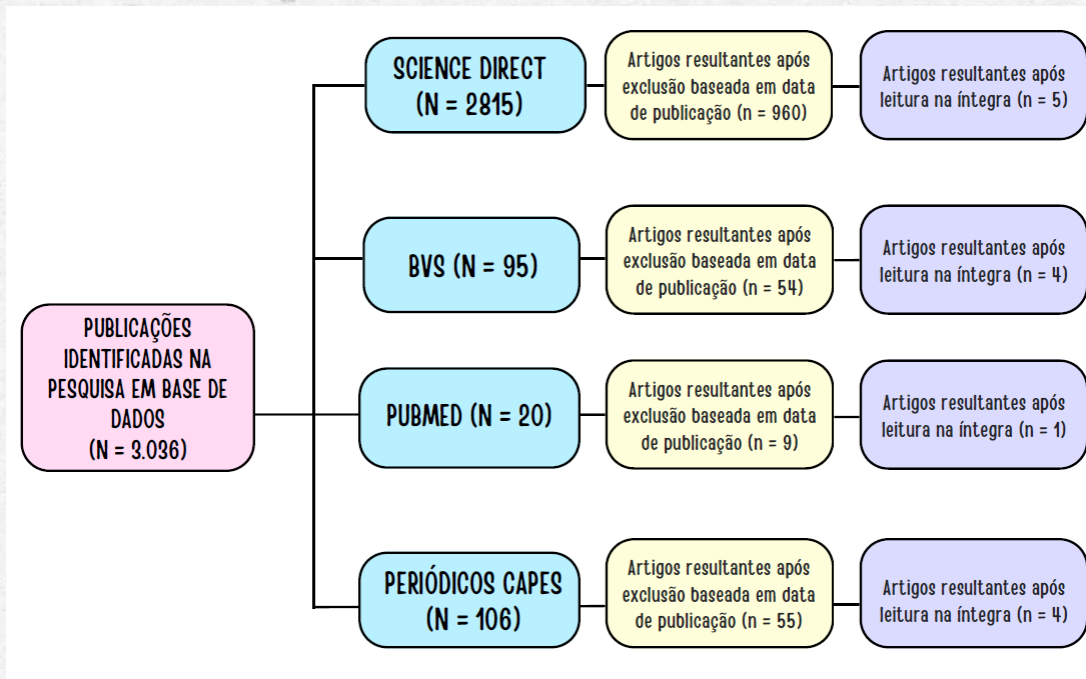 PUBLICAÇÕES
IDENTIFICADAS NA
PESQUISA EM BASE DE
DADOS
(N = 3.036)
SCIENCE DIRECT
(N = 2815)
Artigos resultantes após
exclusão baseada em data
de publicação (n = 960)
Artigos resultantes após
leitura na íntegra (n = 5)
BVS (N = 95)
Artigos resultantes após
exclusão baseada em data
de publicação (n = 54)
Artigos resultantes após
leitura na íntegra (n = 4)
PUBMED (N = 20)
Artigos resultantes após
exclusão baseada em data
de publicação (n = 9)
Artigos resultantes após
leitura na íntegra (n = 1)
PERIÓDICOS CAPES
(N = 106)
Artigos resultantes após
exclusão baseada em data
de publicação (n = 55)
Artigos resultantes após
leitura na íntegra (n = 4)